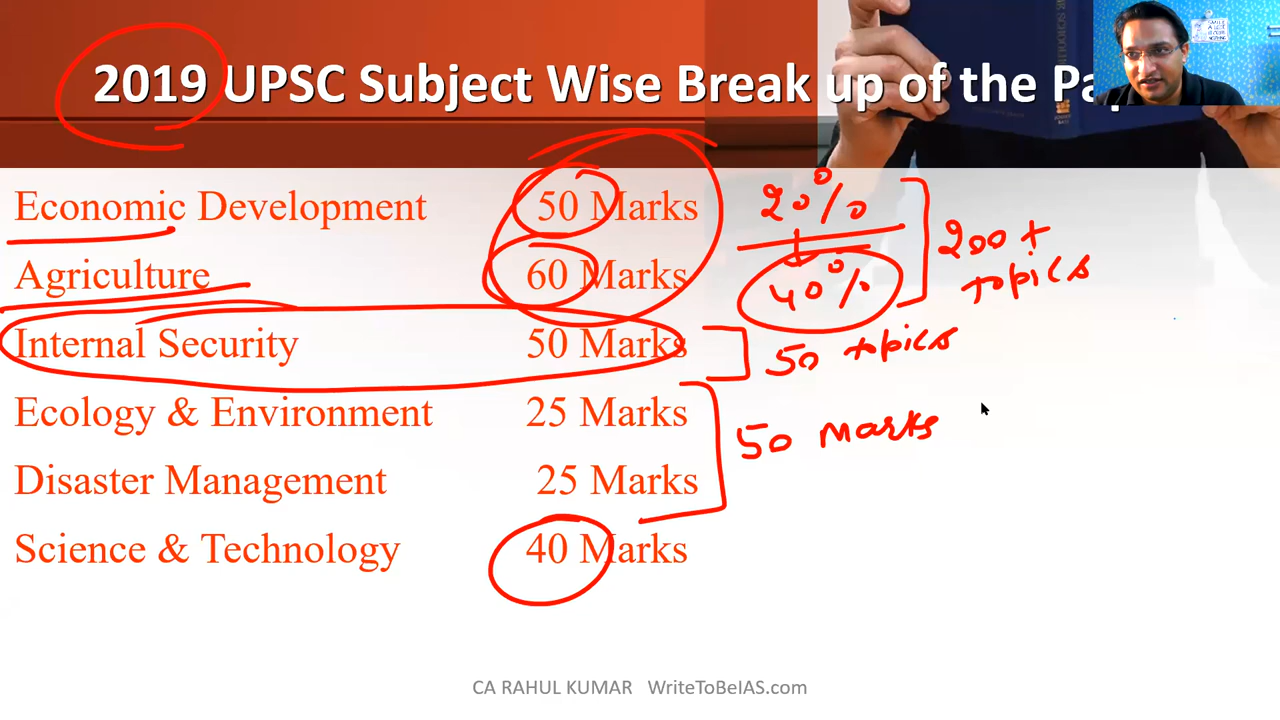 2019 UPSC Subject Wise Break up of the Pap
Economic Development 50 Marks 20%
Agriculture 60 Marks 40%
200+
topics
Internal Security 50 Marks 50 topics
Ecology & Environment 25 Marks
50 marks
Disaster Management 25 Marks
Science & Technology 40 Marks
CA RAHUL KUMAR WriteToBeIAS.com